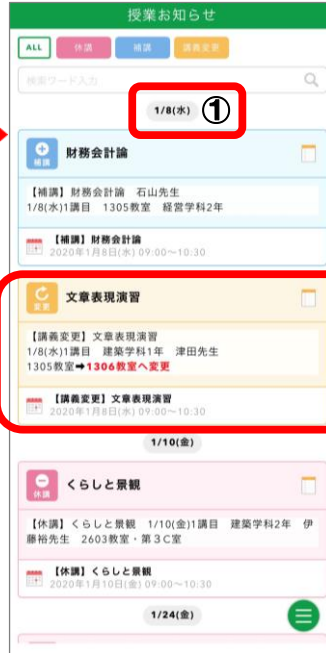 授業お知らせ
ALL 休講 補講 講義変更
検索ワード入力
1/8(水) ①
補講 財務会計論
【補講】財務会計論 石山先生
1/8(水)1講目 1305教室 経営学科2年
【補講】財務会計論
2020年1月8日(水) 09:00～10:30
変更 文章表現演習
【講義変更】文章表現演習
1/8(水)1講目 建築学科1年 津田先生
1305教室➡1306教室へ変更
【講義変更】文章表現演習
2020年1月8日(水) 09:00～10:30
1/10(金)
休講 くらしと景観
【休講】くらしと景観 1/10(金)1講目 建築学科2年 伊
藤裕先生 2603教室・第3C室
【休講】くらしと景観
2020年1月10日(金) 09:00～10:30
1/24(金)